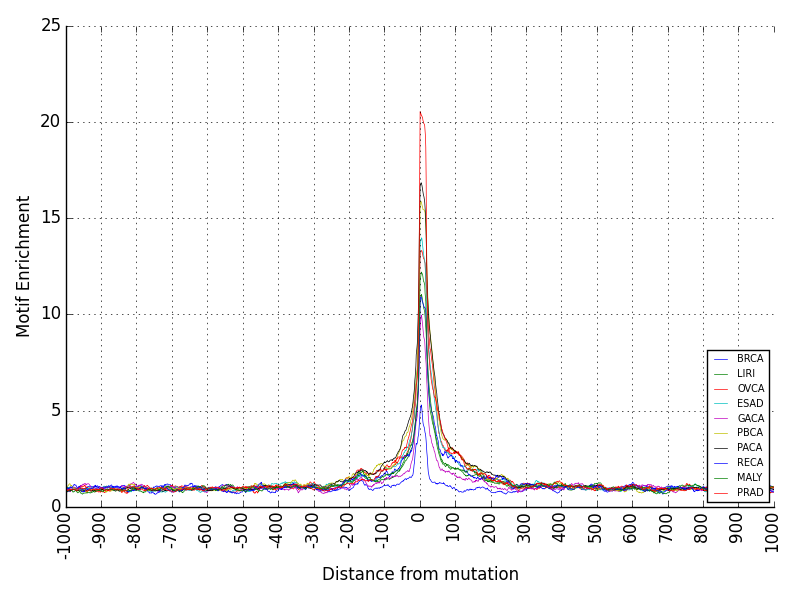 25
20
15
10
5
0
Motif Enrichment
BRCA
LIRI
OVCA
ESAD
GACA
PBCA
PACA
RECA
MALY
PRAD
-1000 -900 -800 -700 -600 -500 -400 -300 -200 -100 0 100 200 300 400 500 600 700 800 900 1000
Distance from mutation